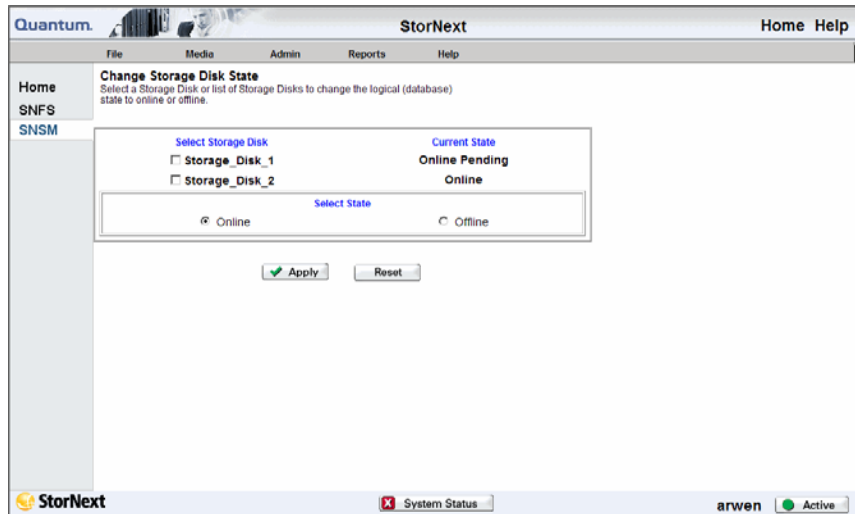 Quantum. StorNext Home Help
File Media Admin Reports Help
Home
SNFS
SNSM
Change Storage Disk State
Select a Storage Disk or list of Storage Disks to change the logical (database)
state to online or offline.
Select Storage Disk Current State
Storage_Disk_1 Online Pending
Storage_Disk_2 Online
Select State
Online Offline
Apply Reset
StorNext System Status arwen Active